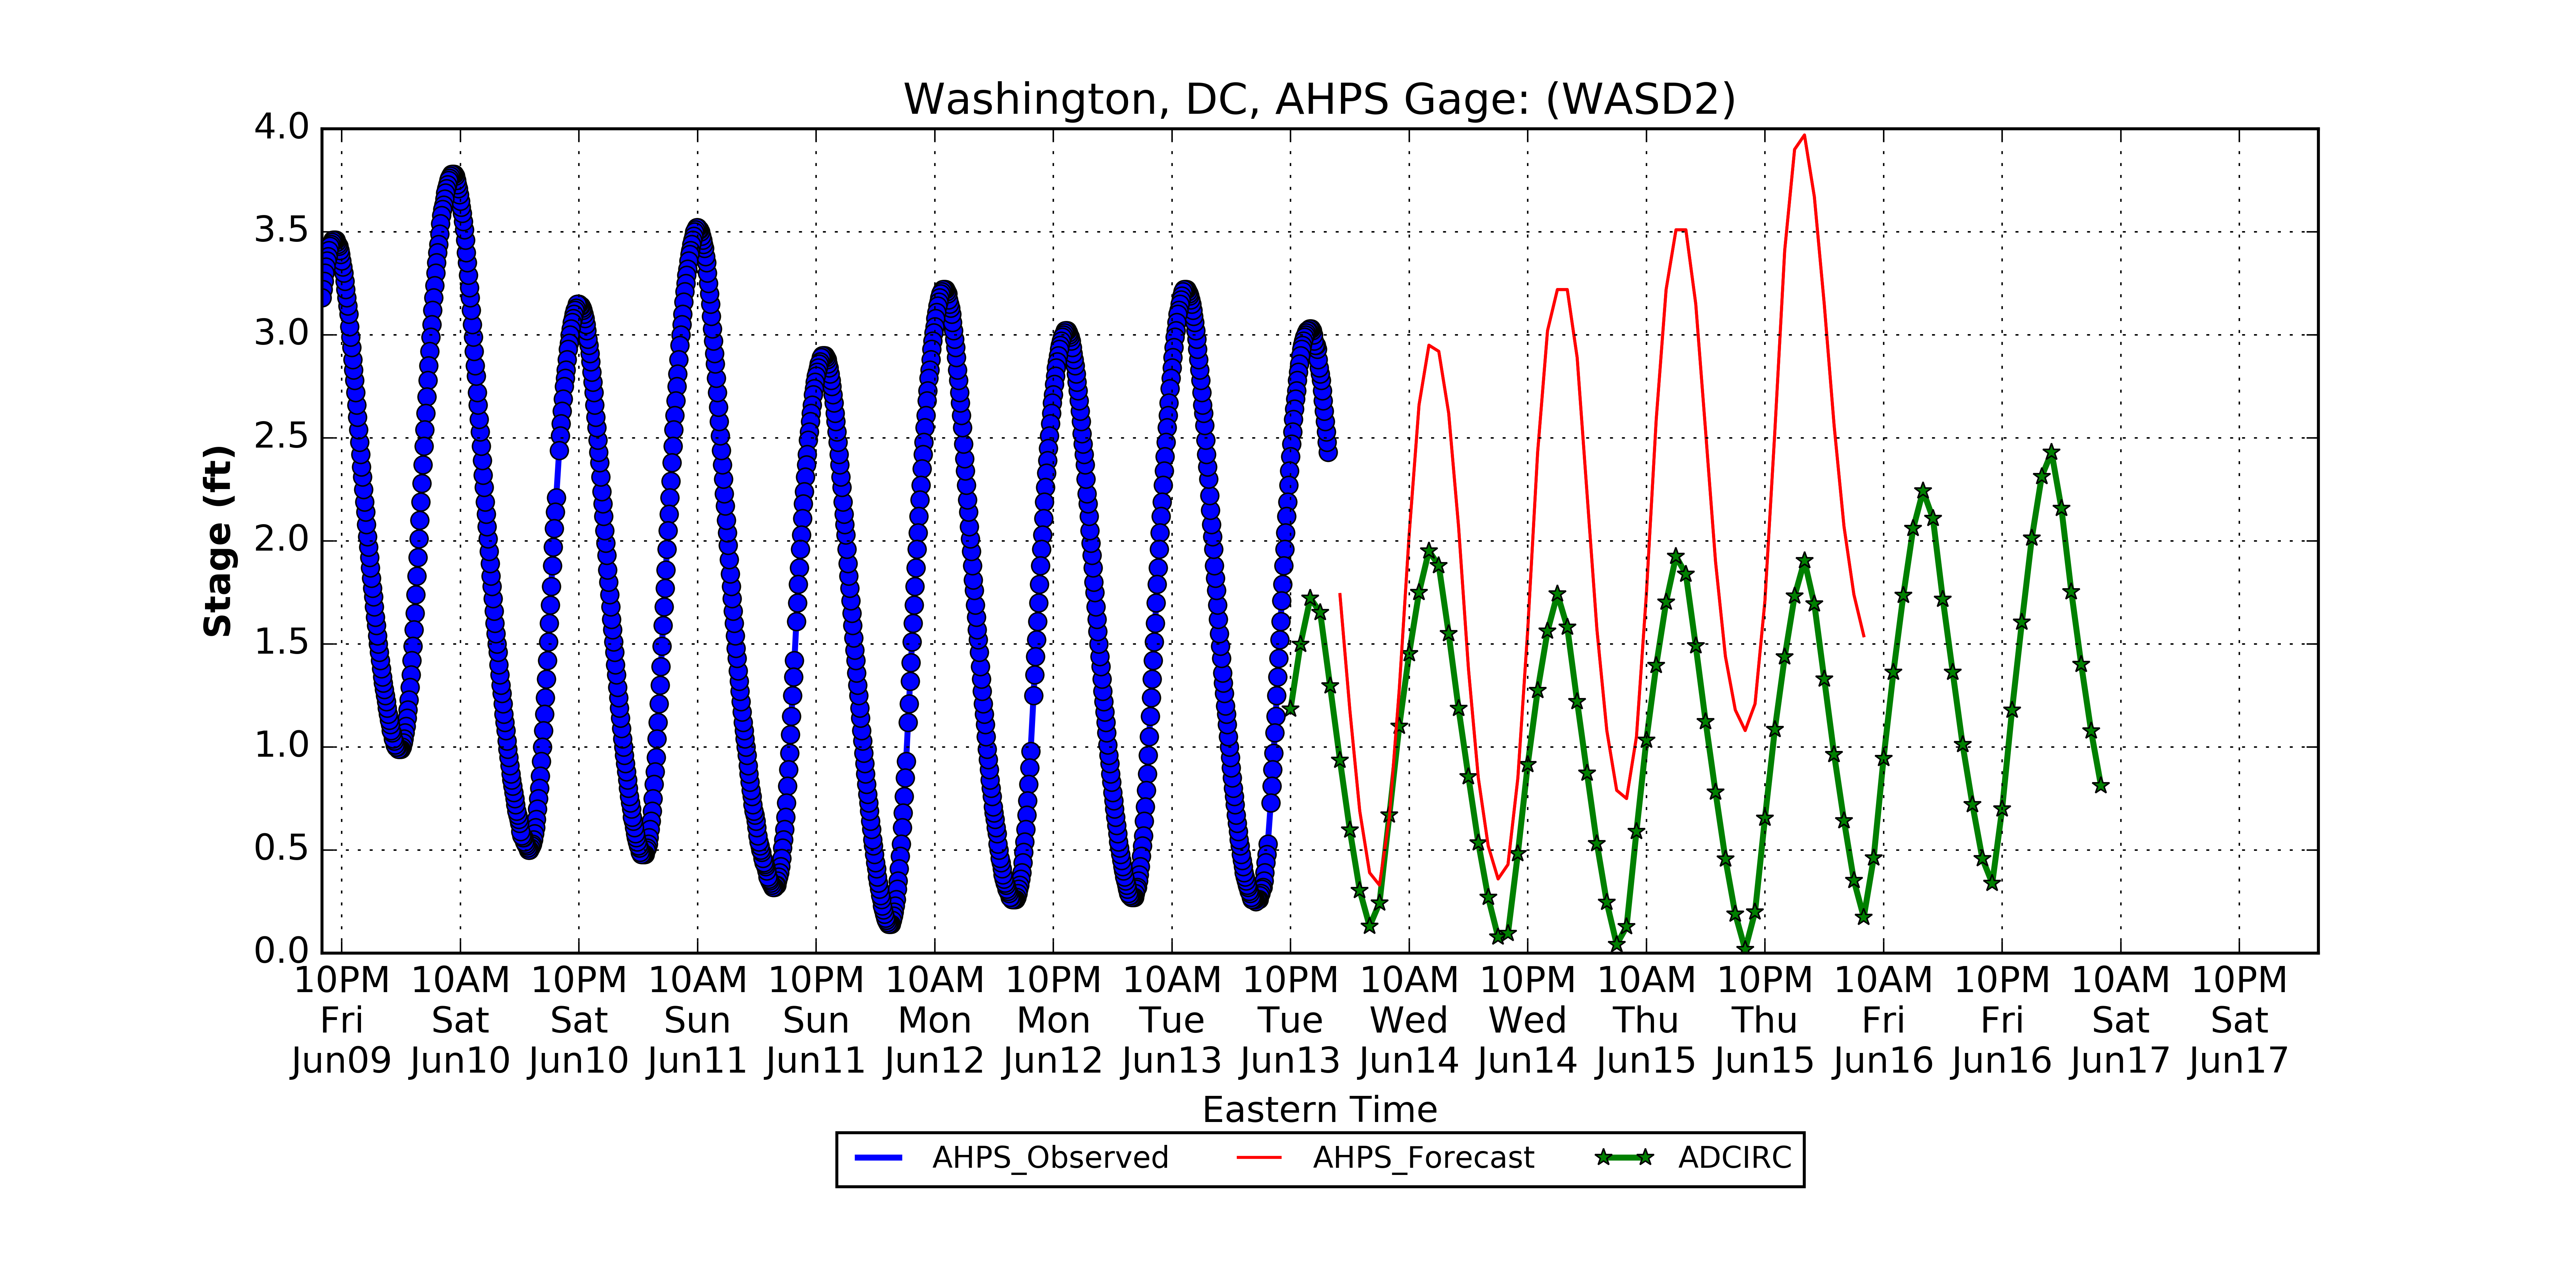 Washington, DC, AHPS Gage: (WASD2)
4.0
3.5
3.0
2.5
2.0
1.5
1.0
0.5
0.0
Stage (ft)
10PM 10AM 10PM 10AM 10PM 10AM 10PM 10AM 10PM 10AM 10PM 10AM 10PM 10AM 10PM 10AM 10PM
Fri Sat Sat Sun Sun Mon Mon Tue Tue Wed Wed Thu Thu Fri Fri Sat Sat
Jun09 Jun10 Jun10 Jun11 Jun11 Jun12 Jun12 Jun13 Jun13 Jun14 Jun14 Jun15 Jun15 Jun16 Jun16 Jun17 Jun17
Eastern Time
AHPS_Observed AHPS_Forecast ADCIRC